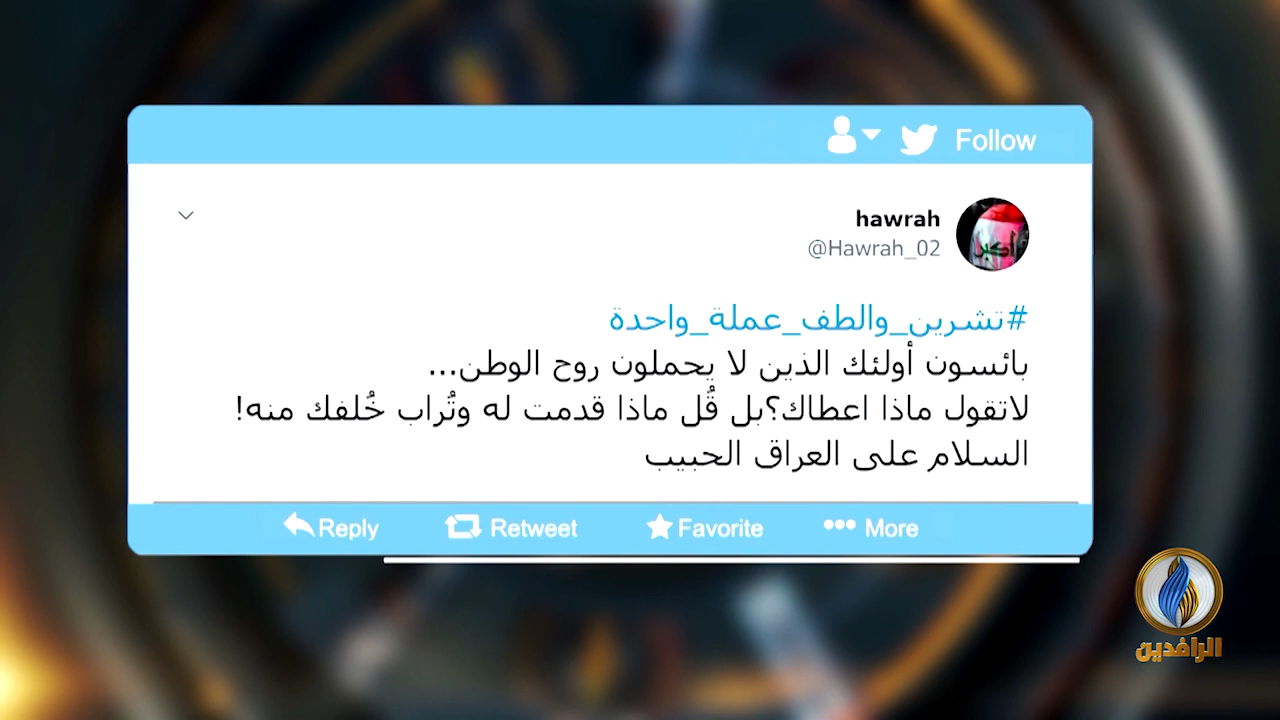 Follow
hawrah
@Hawrah_02
أكبر
#تشرين_والطف_عملة_واحدة
بائسون أولئك الذين لا يحملون روح الوطن...
لاتقول ماذا اعطاك؟بل قُل ماذا قدمت له وتُراب خُلفك منه!
السلام على العراق الحبيب
Reply Retweet Favorite More
الرافدين